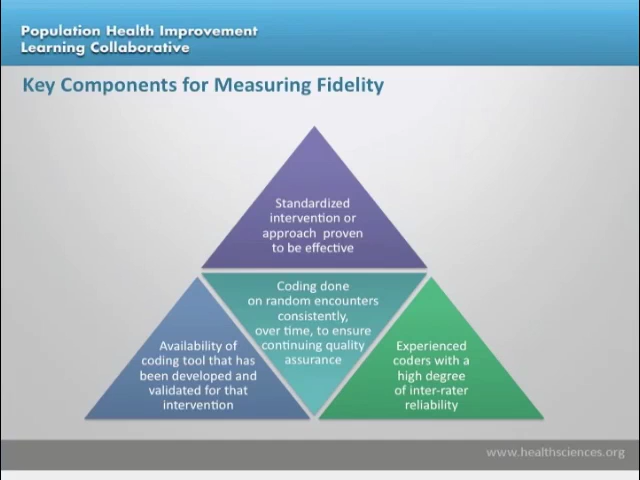 Population Health Improvement
Learning Collaborative
Key Components for Measuring Fidelity
Standardized
intervention or
approach proven
to be effective
Coding done
on random encounters
consistently,
over time, to ensure
continuing quality
assurance
Availability of
coding tool that has
been developed and
validated for that
intervention
Experienced
coders with a
high degree
of inter-rater
reliability
www.healthsciences.org